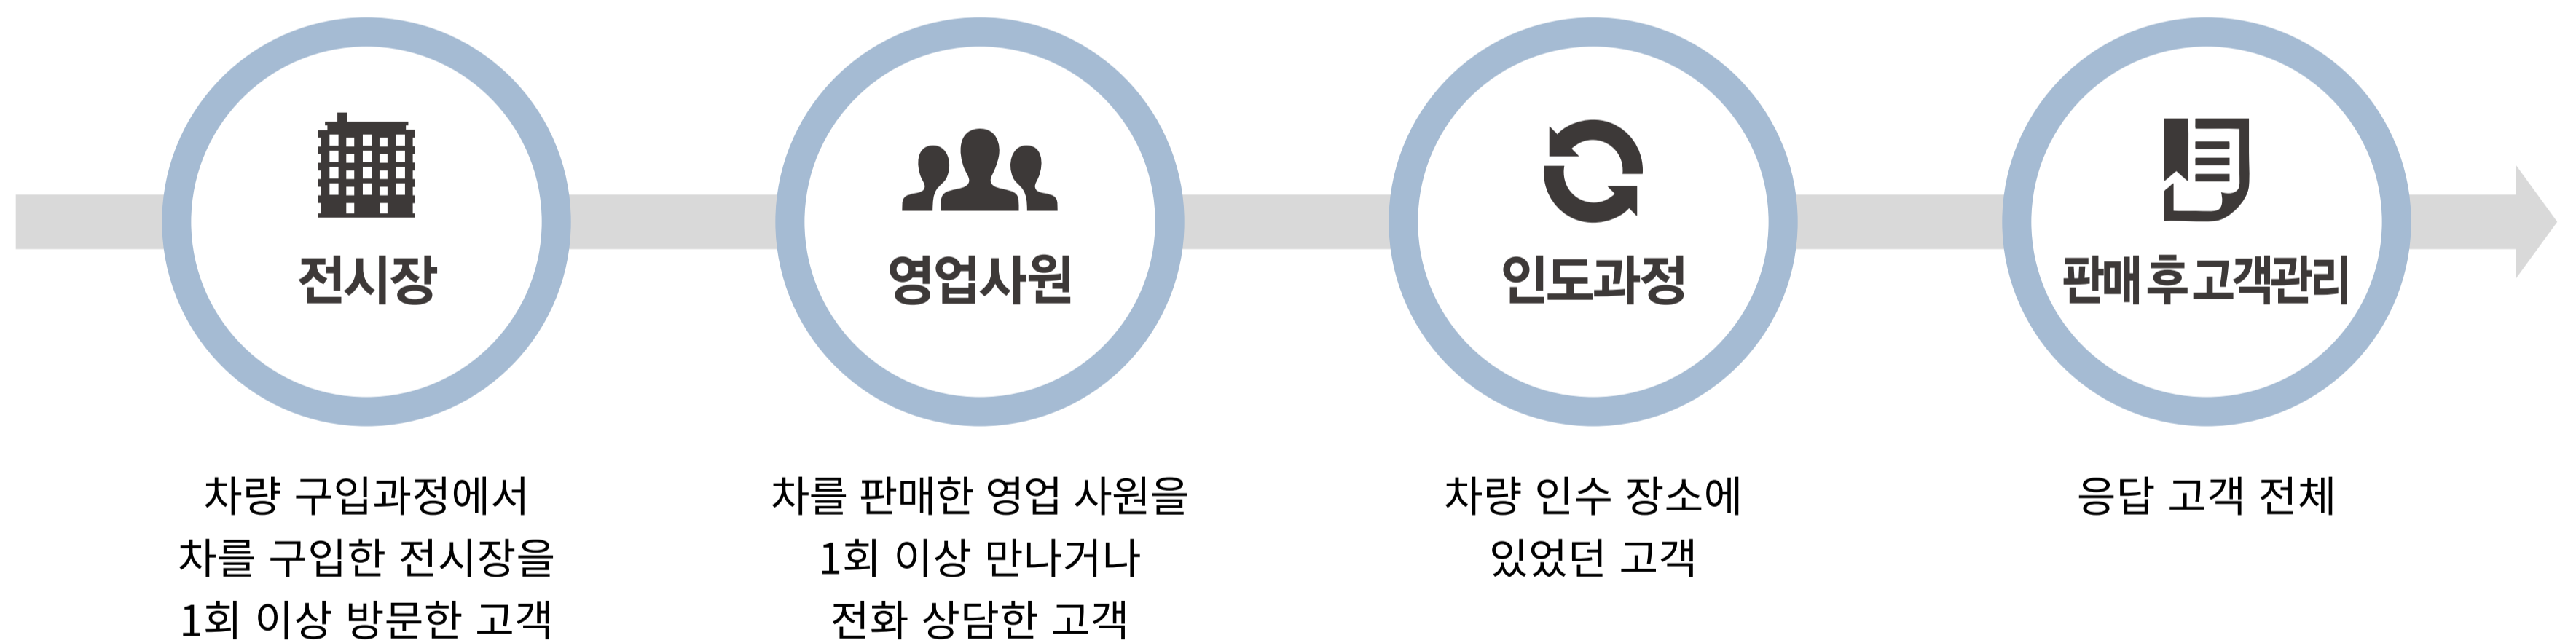 전시장
영업사원
인도과정
판매 후 고객관리
차량 구입과정에서
차를 구입한 전시장을
1회 이상 방문한 고객
차를 판매한 영업 사원을
1회 이상 만나거나
전화 상담한 고객
차량 인수 장소에
있었던 고객
응답 고객 전체